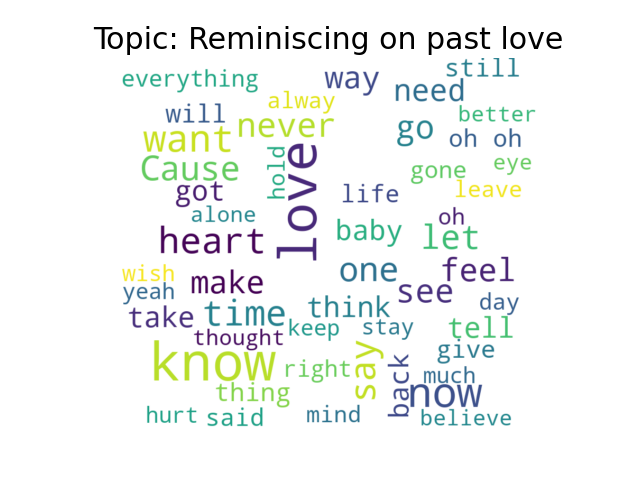 Topic: Reminiscing on past love
everything
way
still
need
alway
will
never
want
go
better
oh oh
Cause
hold
love
gone
eye
got
life
leave
alone
oh
heart
baby
let
wish
yeah
make
one
see
feel
take
time
think
day
thought
keep
stay
tell
know
right
say
back
give
much
thing
now
hurt
said
mind
believe